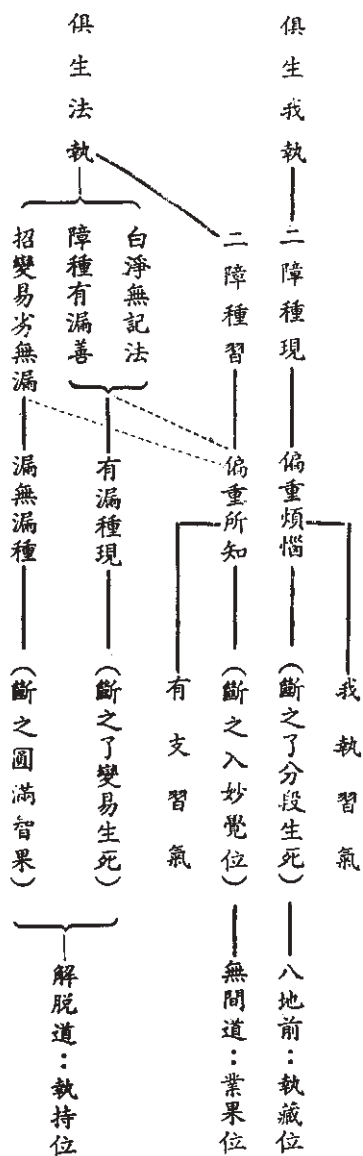 我執習氣
俱生我執 二障種現 偏重煩惱 (斷之了分段生死) 八地前：執藏位
二障種習 偏重所知 (斷之入妙覺位) 無間道：業果位
有支習氣
白淨無記法
俱生法執 障種有漏善 有漏種現 (斷之了變易生死)
招變易劣無漏 漏無漏種 (斷之圓滿智果)
解脱道：執持位